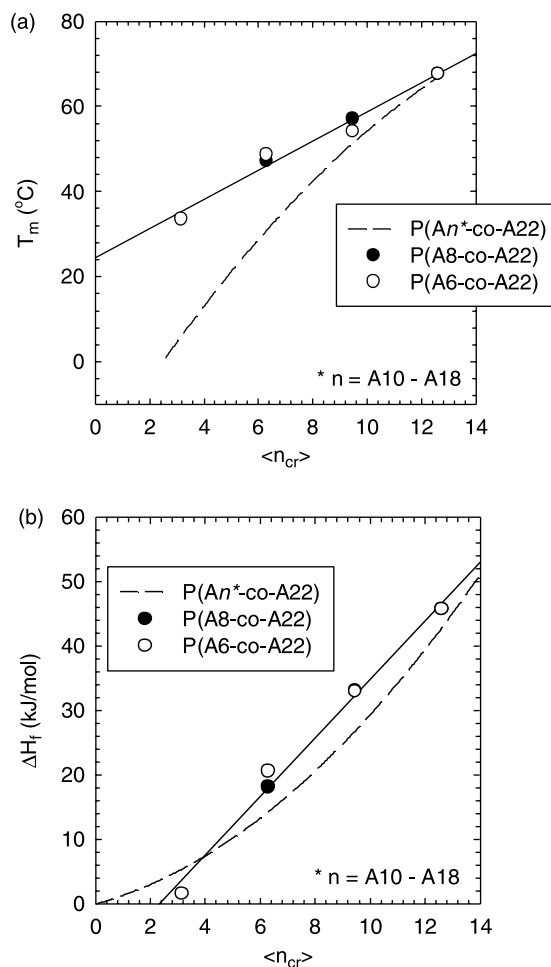 (a)
80
60
40
20
0
T_m (°C)
P(An*-co-A22)
P(A8-co-A22)
P(A6-co-A22)
* n = A10 - A18
0 2 4 6 8 10 12 14
<n_cr>
(b)
60
50
40
30
20
10
0
ΔH_f (kJ/mol)
P(An*-co-A22)
P(A8-co-A22)
P(A6-co-A22)
* n = A10 - A18
0 2 4 6 8 10 12 14
<n_cr>